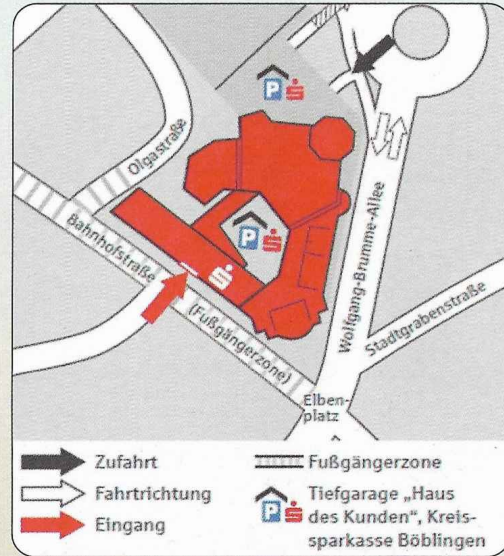 P S
Olgastraße
P S
Bahnhofstraße
(Fußgängerzone)
S
Wolfgang-Brumme-Allee
Stadtgrabenstraße
Elben-
platz
Zufahrt
Fahrtrichtung
Eingang
Fußgängerzone
P S
Tiefgarage „Haus
des Kunden“, Kreis-
sparkasse Böblingen